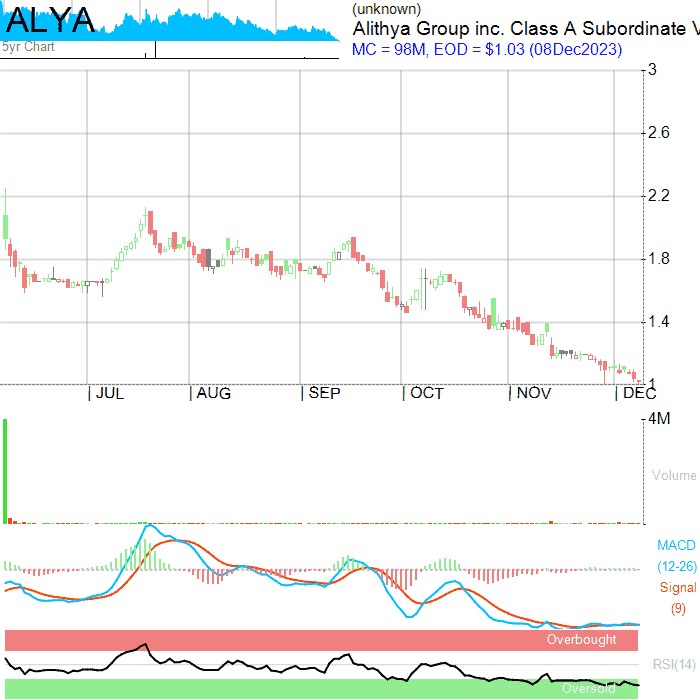 ALYA
5yr Chart
(unknown)
Alithya Group inc. Class A Subordinate V
MC = 98M, EOD = $1.03 (08Dec2023)
3
2.6
2.2
1.8
1.4
1
JUL AUG SEP OCT NOV DEC
4M
Volume
MACD
(12-26)
Signal
(9)
Overbought
RSI(14)
Oversold